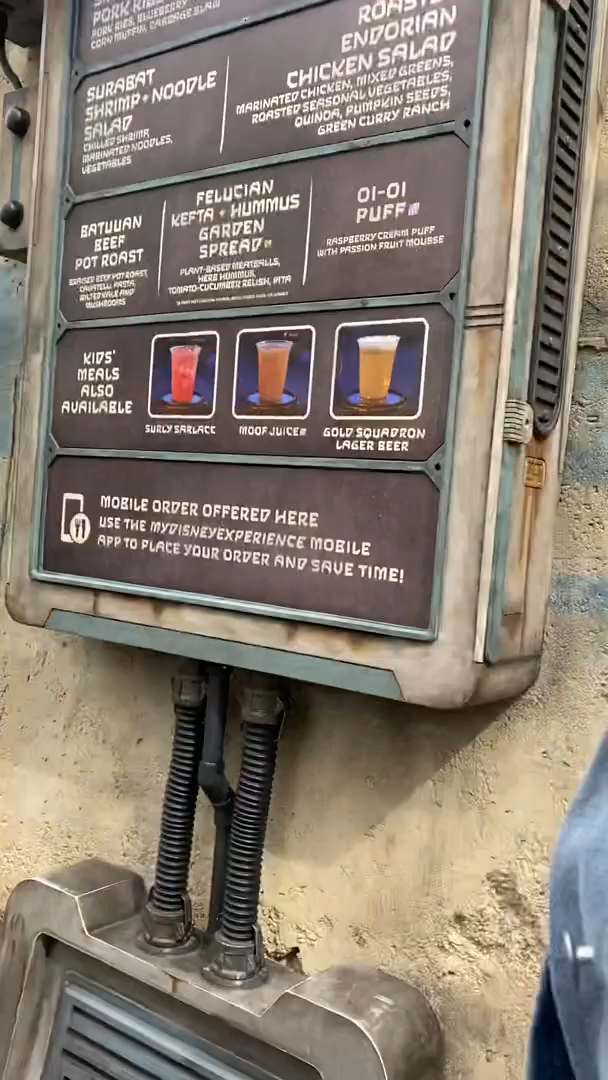 PORK RIBS
PORK RIBS, BLUEBERRY
CORN MUFFIN, CABBAGE SLAW
SURABAT
SHRIMP + NOODLE
SALAD
CHILLED SHRIMP,
MARINATED NOODLES,
VEGETABLES
ROASTED
ENDORIAN
CHICKEN SALAD
MARINATED CHICKEN, MIXED GREENS,
ROASTED SEASONAL VEGETABLES,
QUINOA, PUMPKIN SEEDS,
GREEN CURRY RANCH
BATUUAN
BEEF
POT ROAST
BRAISED BEEF POT ROAST,
CAVATELLI PASTA,
WILTED KALE AND
MUSHROOMS
FELUCIAN
KEFTA + HUMMUS
GARDEN
SPREAD
PLANT-BASED MEATBALLS,
HERB HUMMUS,
TOMATO-CUCUMBER RELISH, PITA
OI-OI
PUFF
RASPBERRY CREAM PUFF
WITH PASSION FRUIT MOUSSE
KIDS'
MEALS
ALSO
AVAILABLE
SURLY SARLACC
MOOF JUICE
GOLD SQUADRON
LAGER BEER
MOBILE ORDER OFFERED HERE
USE THE MYDISNEYEXPERIENCE MOBILE
APP TO PLACE YOUR ORDER AND SAVE TIME!